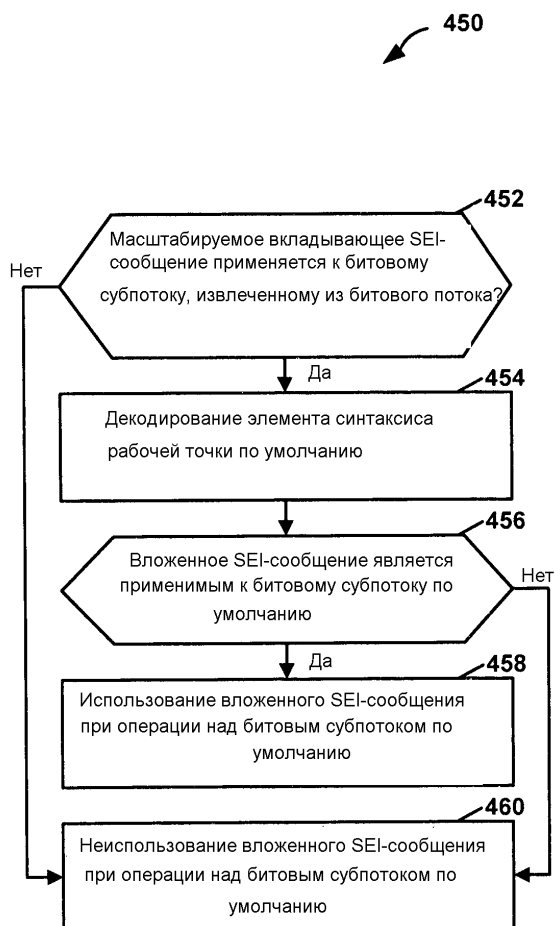 450
452
Масштабируемое вкладывающее SEI-
сообщение применяется к битовому
субпотоку, извлеченному из битового потока?
Нет
Да
454
Декодирование элемента синтаксиса
рабочей точки по умолчанию
456
Вложенное SEI-сообщение является
применимым к битовому субпотоку по
умолчанию
Нет
Да
458
Использование вложенного SEI-сообщения
при операции над битовым субпотоком по
умолчанию
460
Неиспользование вложенного SEI-сообщения
при операции над битовым субпотоком по
умолчанию